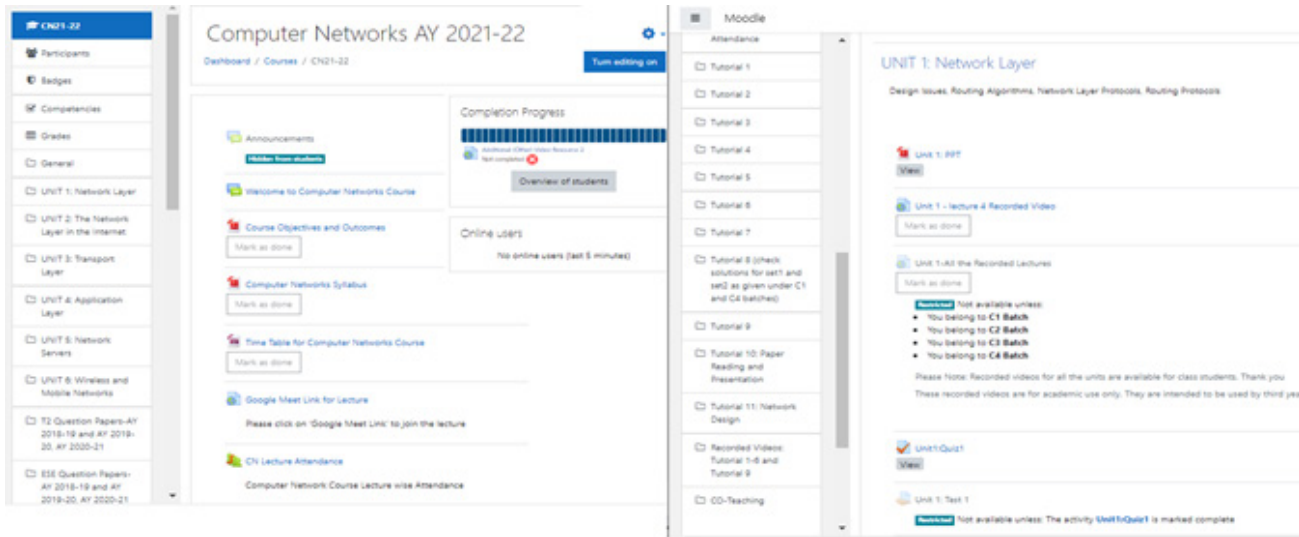 CN21-22
Participants
Badges
Competencies
Grades
General
UNIT 1: Network Layer
UNIT 2: The Network
Layer in the Internet
UNIT 3: Transport
Layer
UNIT 4: Application
Layer
UNIT 5: Network
Servers
UNIT 6: Wireless and
Mobile Networks
T2 Question Papers-AY
2018-19 and AY 2019-
20, AY 2020-21
ESE Question Papers-
AY 2018-19 and AY
2019-20, AY 2020-21
Computer Networks AY 2021-22
Dashboard / Courses / CN21-22
Turn editing on
Announcements
Hidden from students
Welcome to Computer Networks Course
Course Objectives and Outcomes
Mark as done
Computer Networks Syllabus
Mark as done
Time Table for Computer Networks Course
Mark as done
Google Meet Link for Lecture
Please click on 'Google Meet Link' to join the lecture
CN Lecture Attendance
Computer Network Course Lecture wise Attendance
Completion Progress
Additional (Other) Video Resource 2
Not completed
Overview of students
Online users
No online users (last 5 minutes)
Moodle
Attendance
Tutorial 1
Tutorial 2
Tutorial 3
Tutorial 4
Tutorial 5
Tutorial 6
Tutorial 7
Tutorial 8 (check
solutions for set1 and
set2 as given under C1
and C4 batches)
Tutorial 9
Tutorial 10: Paper
Reading and
Presentation
Tutorial 11: Network
Design
Recorded Videos:
Tutorial 1-6 and
Tutorial 9
CO-Teaching
UNIT 1: Network Layer
Design Issues, Routing Algorithms, Network Layer Protocols, Routing Protocols
Unit 1: PPT
View
Unit 1 - lecture 4 Recorded Video
Mark as done
Unit 1-All the Recorded Lectures
Mark as done
Restricted Not available unless:
You belong to C1 Batch
You belong to C2 Batch
You belong to C3 Batch
You belong to C4 Batch
Please Note: Recorded videos for all the units are available for class students. Thank you
These recorded videos are for academic use only. They are intended to be used by third yea
Unit1:Quiz1
View
Unit 1: Test 1
Restricted Not available unless: The activity Unit1:Quiz1 is marked complete